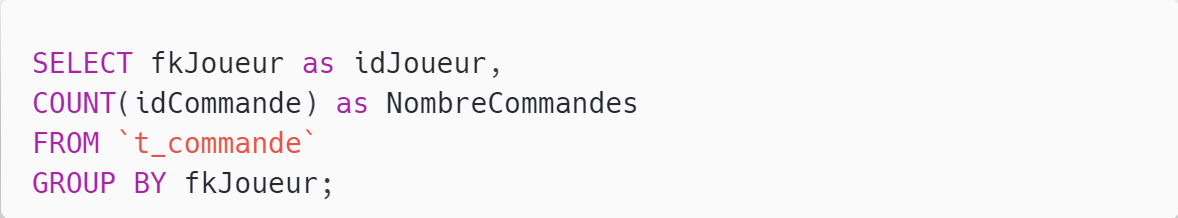 SELECT fkJoueur as idJoueur,
COUNT(idCommande) as NombreCommandes
FROM `t_commande`
GROUP BY fkJoueur;